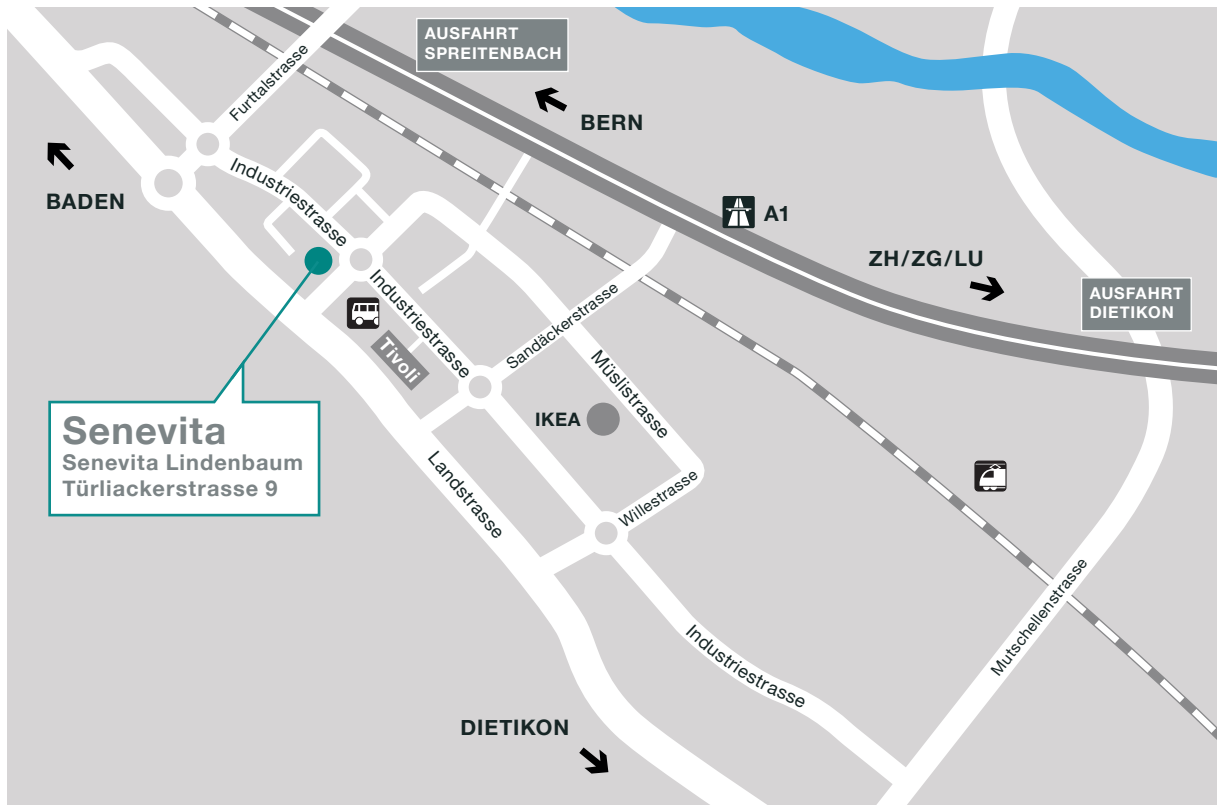 AUSFAHRT
SPREITENBACH
Furttalstrasse
BERN
BADEN
Industriestrasse
A1
ZH/ZG/LU
AUSFAHRT
DIETIKON
Industriestrasse
Sandäckerstrasse
Tivoli
Müslistrasse
IKEA
Senevita
Senevita Lindenbaum
Türliackerstrasse 9
Landstrasse
Willestrasse
Mutschellenstrasse
Industriestrasse
DIETIKON